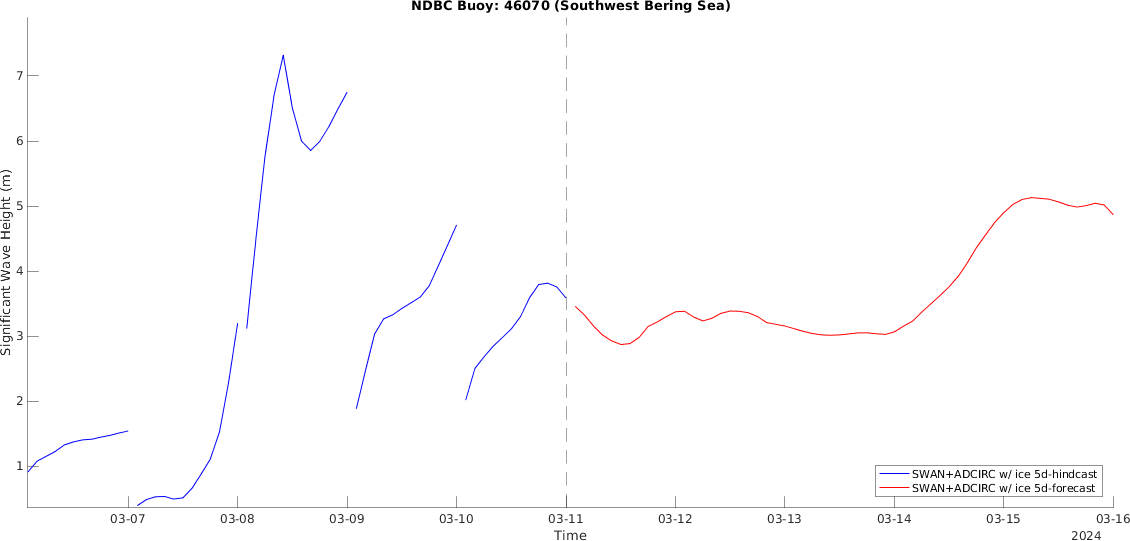 NDBC Buoy: 46070 (Southwest Bering Sea)
Significant Wave Height (m)
7
6
5
4
3
2
1
SWAN+ADCIRC w/ ice 5d-hindcast
SWAN+ADCIRC w/ ice 5d-forecast
03-07 03-08 03-09 03-10 03-11 03-12 03-13 03-14 03-15 03-16
Time
2024